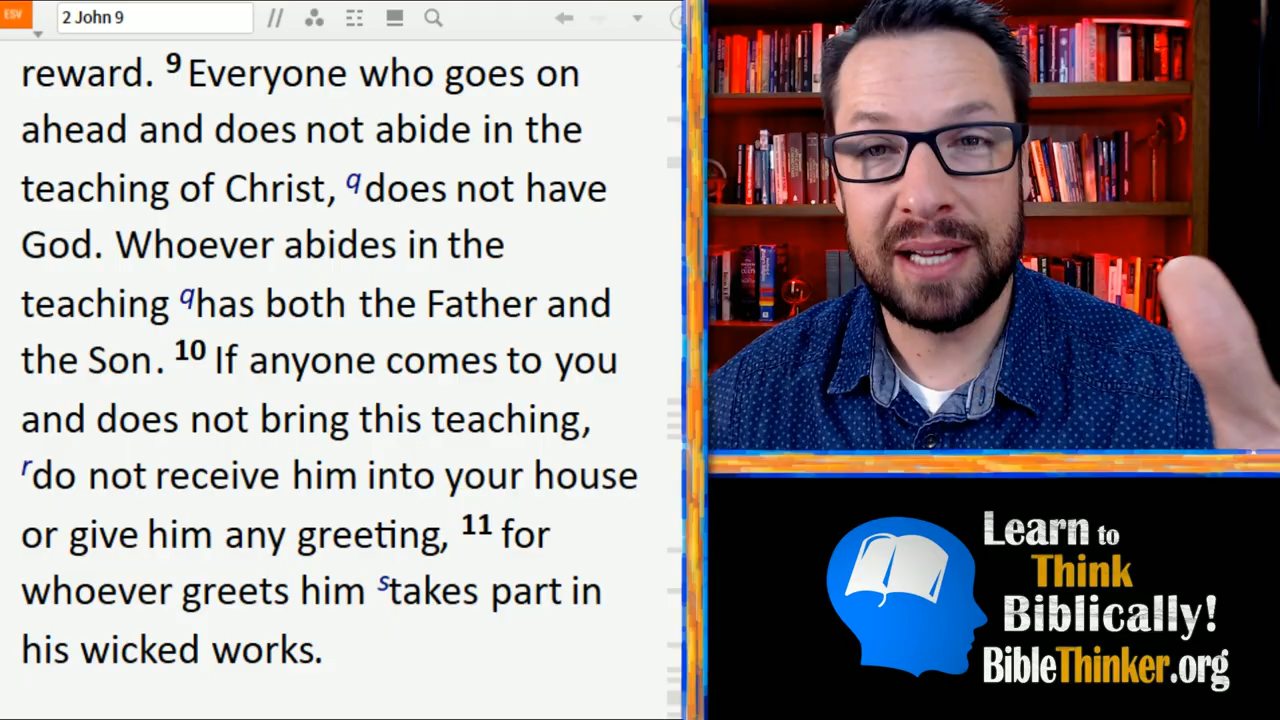 ESV
2 John 9
reward. 9 Everyone who goes on
ahead and does not abide in the
teaching of Christ, q does not have
God. Whoever abides in the
teaching q has both the Father and
the Son. 10 If anyone comes to you
and does not bring this teaching,
r do not receive him into your house
or give him any greeting, 11 for
whoever greets him s takes part in
his wicked works.
Learn to
Think
Biblically!
BibleThinker.org